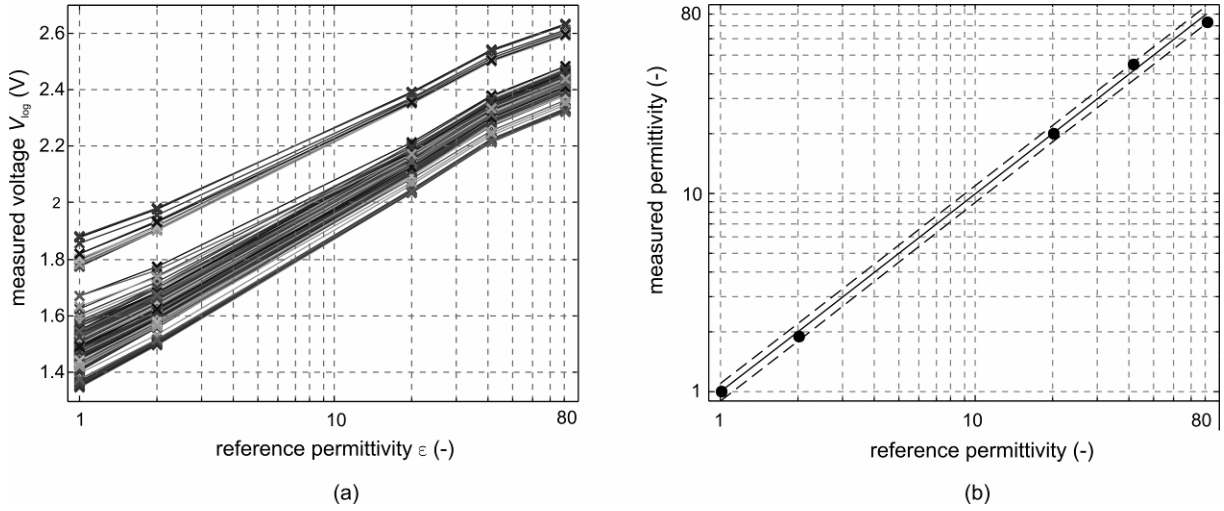 measured voltage V_log (V)
2.6
2.4
2.2
2
1.8
1.6
1.4
1
10
80
reference permittivity ε (-)
(a)
measured permittivity (-)
80
10
1
1
10
80
reference permittivity (-)
(b)